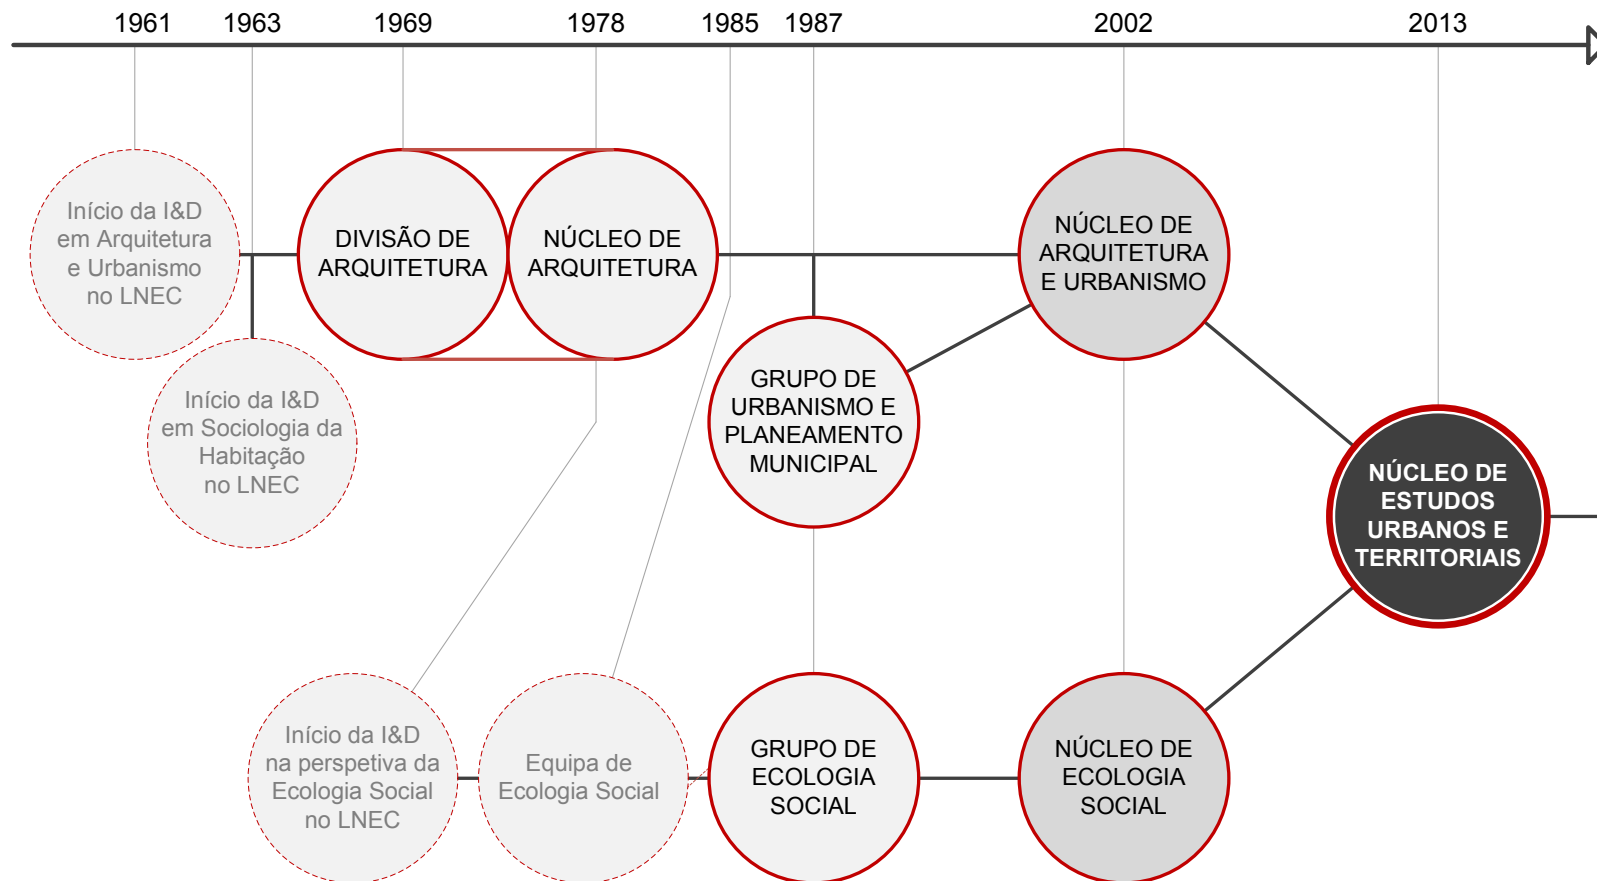 1961
1963
1969
1978
1985
1987
2002
2013
Início da I&D
em Arquitetura
e Urbanismo
no LNEC
Início da I&D
em Sociologia da
Habitação
no LNEC
DIVISÃO DE
ARQUITETURA
NÚCLEO DE
ARQUITETURA
GRUPO DE
URBANISMO E
PLANEAMENTO
MUNICIPAL
NÚCLEO DE
ARQUITETURA
E URBANISMO
NÚCLEO DE
ESTUDOS
URBANOS E
TERRITORIAIS
Início da I&D
na perspetiva da
Ecologia Social
no LNEC
Equipa de
Ecologia Social
GRUPO DE
ECOLOGIA
SOCIAL
NÚCLEO DE
ECOLOGIA
SOCIAL